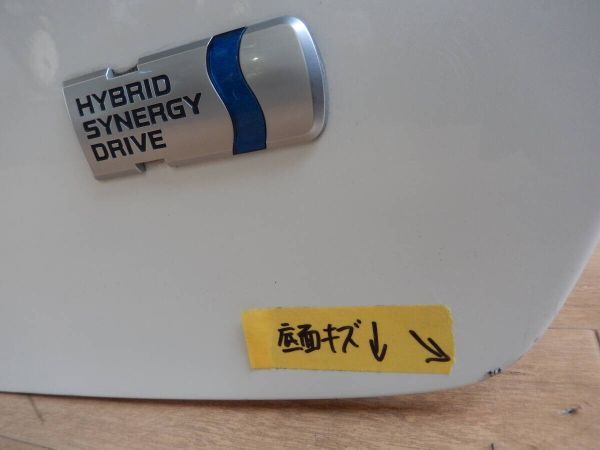 HYBRID
SYNERGY
DRIVE
底面キズ↓ ↘